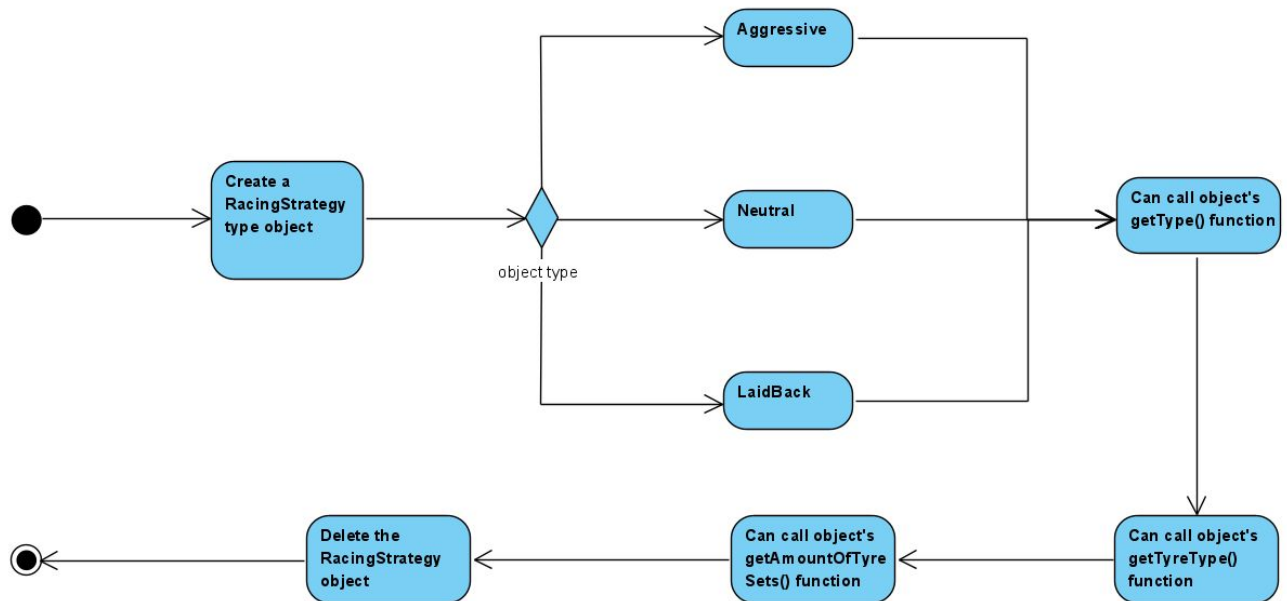 Create a
RacingStrategy
type object
object type
Aggressive
Neutral
LaidBack
Can call object's
getType() function
Can call object's
getTyreType()
function
Can call object's
getAmountOfTyre
Sets() function
Delete the
RacingStrategy
object